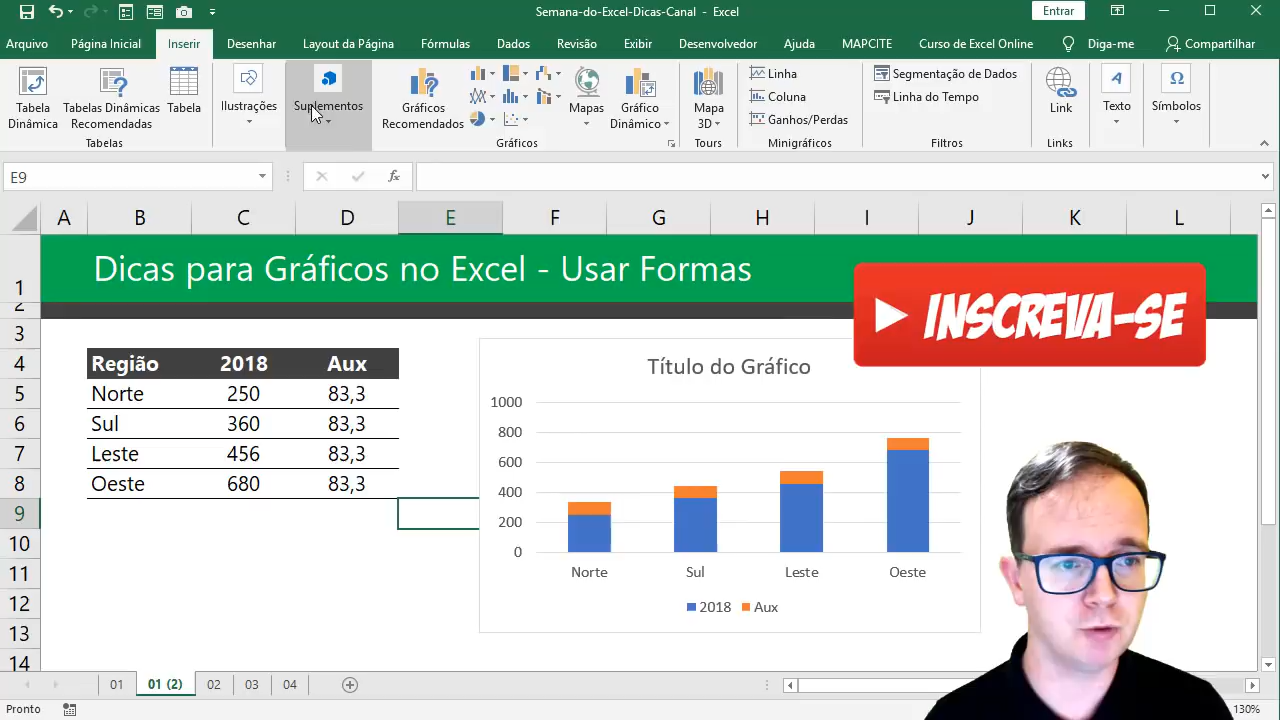 Semana-do-Excel-Dicas-Canal - Excel
Entrar
Arquivo
Página Inicial
Inserir
Desenhar
Layout da Página
Fórmulas
Dados
Revisão
Exibir
Desenvolvedor
Ajuda
MAPCITE
Curso de Excel Online
Diga-me
Compartilhar
Tabela
Dinâmica
Tabelas Dinâmicas
Recomendadas
Tabela
Tabelas
Ilustrações
Suplementos
Gráficos
Recomendados
Mapas
Gráfico
Dinâmico
Gráficos
Mapa
3D
Tours
Linha
Coluna
Ganhos/Perdas
Minigráficos
Segmentação de Dados
Linha do Tempo
Filtros
Link
Links
A
Texto
Ω
Símbolos
E9
fx
A B C D E F G H I J K L
1
Dicas para Gráficos no Excel - Usar Formas
INSCREVA-SE
2
3
4 Região 2018 Aux
5 Norte 250 83,3
6 Sul 360 83,3
7 Leste 456 83,3
8 Oeste 680 83,3
9
10
11
12
13
14
Título do Gráfico
1000
800
600
400
200
0
Norte Sul Leste Oeste
2018 Aux
01 01 (2) 02 03 04
Pronto
130%